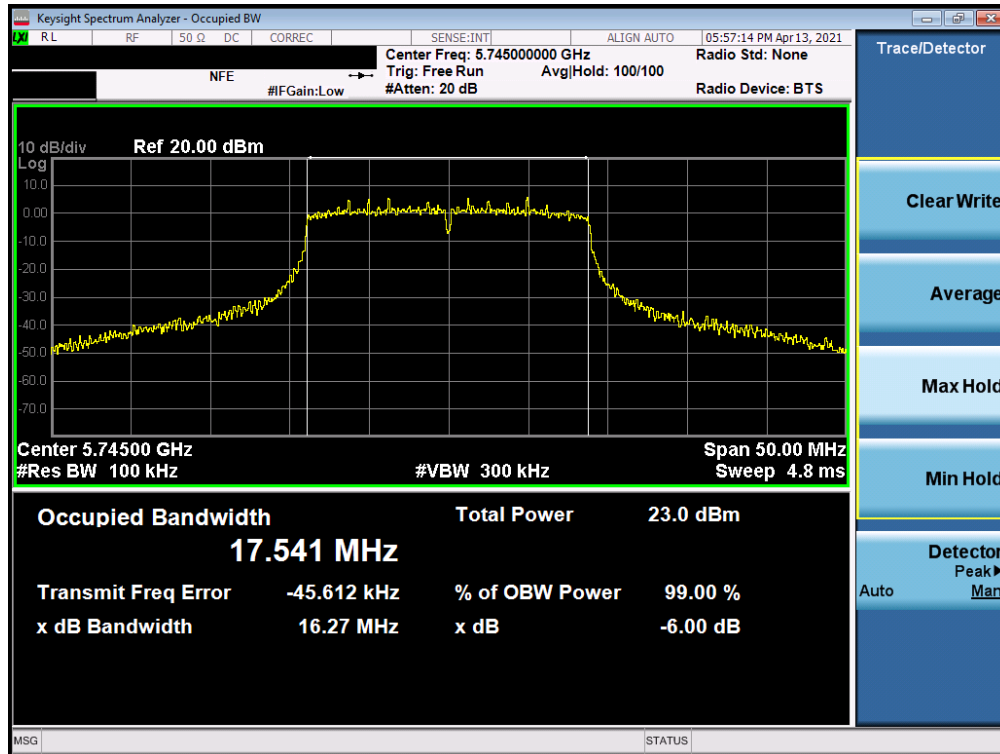 Keysight Spectrum Analyzer - Occupied BW
LXI RL RF 50 Ω DC CORREC SENSE:INT ALIGN AUTO 05:57:14 PM Apr 13, 2021
Center Freq: 5.745000000 GHz Radio Std: None
NFE Trig: Free Run Avg|Hold: 100/100
#IFGain:Low #Atten: 20 dB Radio Device: BTS
Trace/Detector
10 dB/div Ref 20.00 dBm
Log
10.0
0.00
-10.0
-20.0
-30.0
-40.0
-50.0
-60.0
-70.0
Center 5.74500 GHz Span 50.00 MHz
#Res BW 100 kHz #VBW 300 kHz Sweep 4.8 ms
Occupied Bandwidth Total Power 23.0 dBm
17.541 MHz
Transmit Freq Error -45.612 kHz % of OBW Power 99.00 %
x dB Bandwidth 16.27 MHz x dB -6.00 dB
Clear Write
Average
Max Hold
Min Hold
Detector
Peak
Auto Man
MSG STATUS